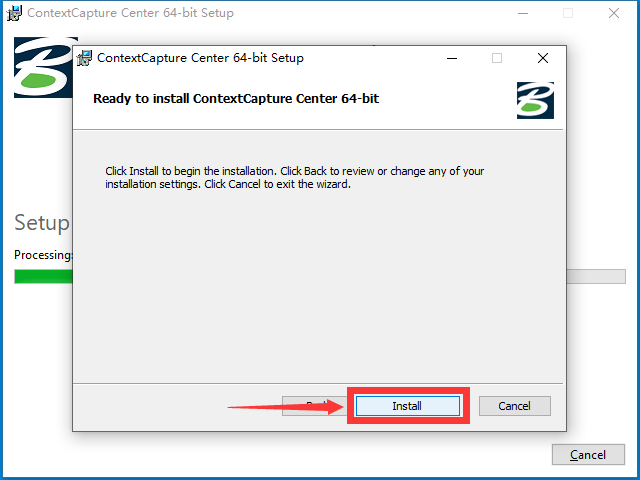 ContextCapture Center 64-bit Setup
ContextCapture Center 64-bit Setup
Ready to install ContextCapture Center 64-bit
Click Install to begin the installation. Click Back to review or change any of your
installation settings. Click Cancel to exit the wizard.
Setup
Processing:
Install
Cancel
Cancel